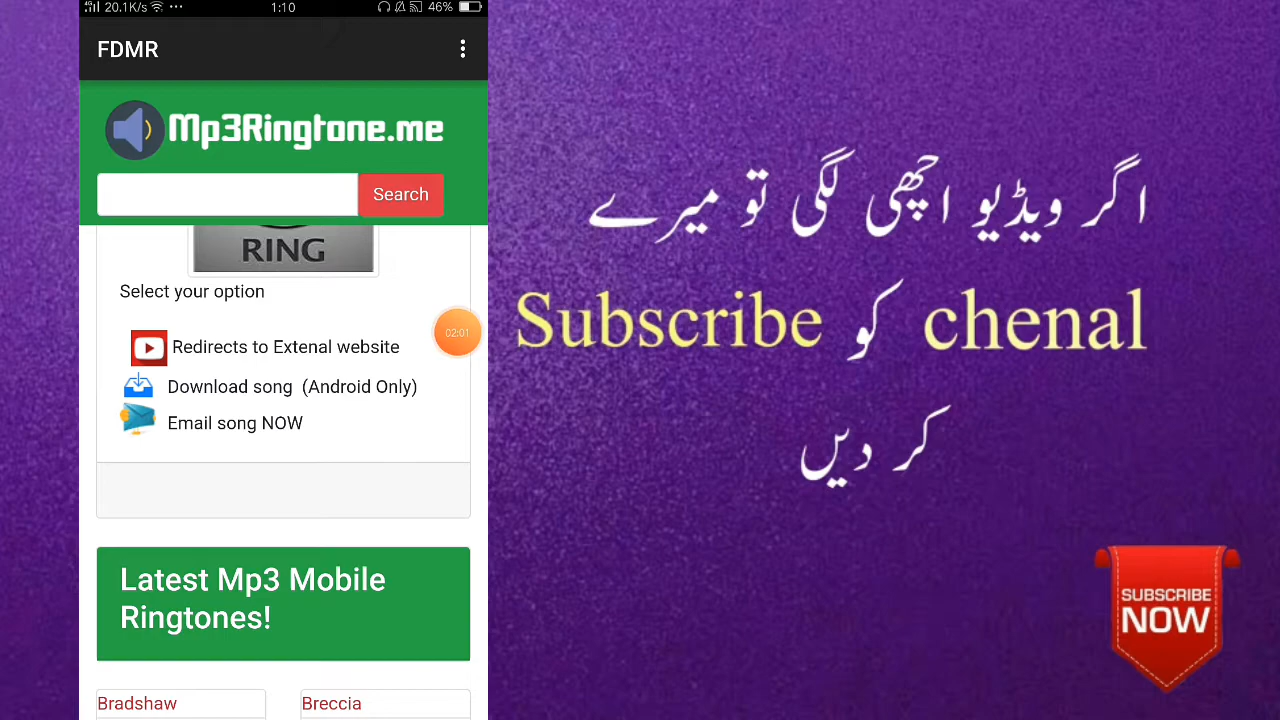 20.1K/s ... 1:10 46%
FDMR
Mp3Ringtone.me
Search
RING
Select your option
02:01
Redirects to Extenal website
Download song (Android Only)
Email song NOW
Latest Mp3 Mobile
Ringtones!
Bradshaw
Breccia
اگر ویڈیو اچھی لگی تو میرے
chenal کو Subscribe
کر دیں
SUBSCRIBE
NOW